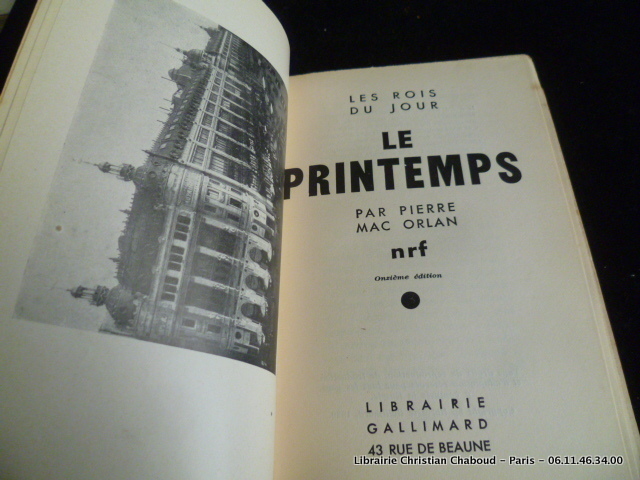 LES ROIS
DU JOUR
LE
PRINTEMPS
PAR PIERRE
MAC ORLAN
nrf
Onzième édition
LIBRAIRIE
GALLIMARD
43 RUE DE BEAUNE
Librairie Christian Chaboud - Paris - 06.11.46.34.00